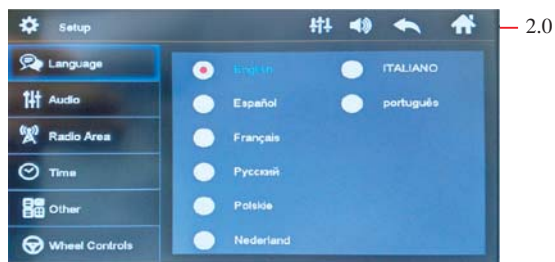 Setup
2.0
Language
Audio
Radio Area
Time
Other
Wheel Controls
English
Español
Français
Русский
Polskie
Nederland
ITALIANO
português